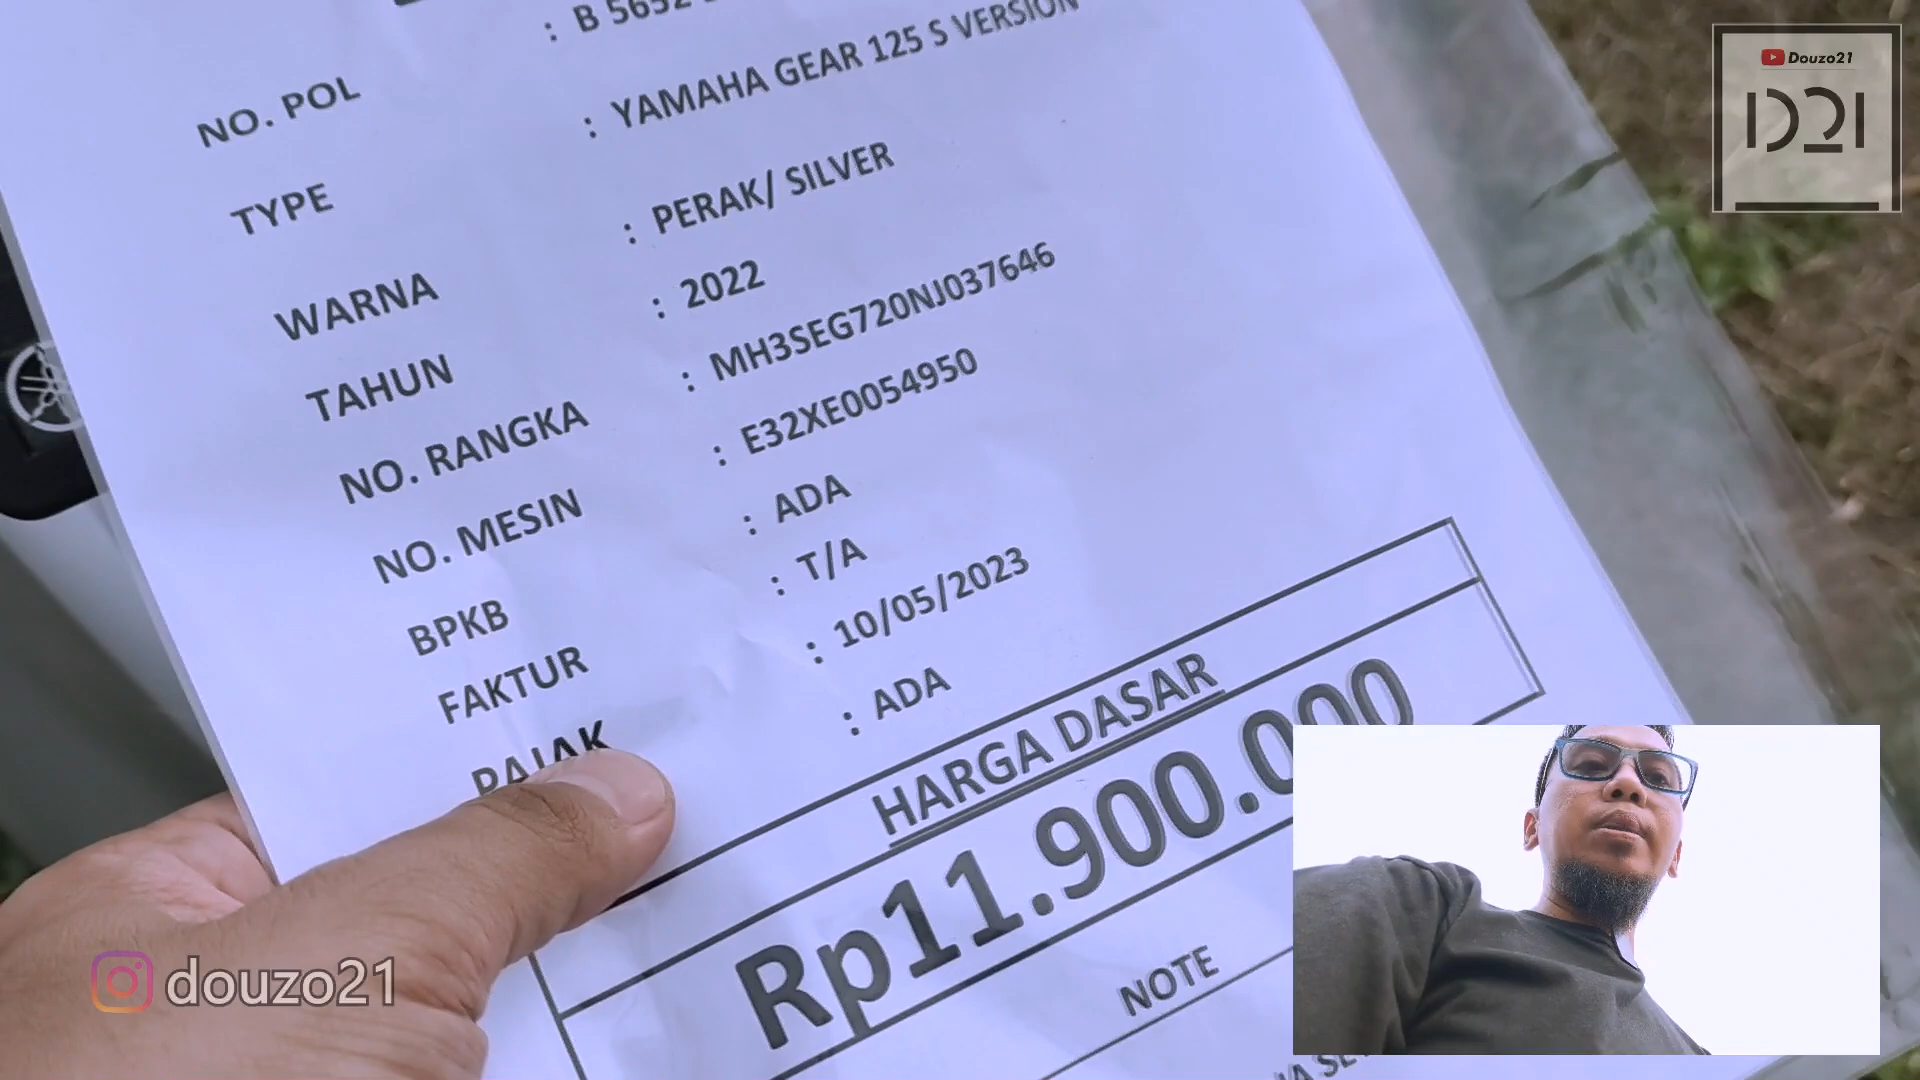 NO. POL : B 5652
TYPE : YAMAHA GEAR 125 S VERSION
WARNA : PERAK/ SILVER
TAHUN : 2022
NO. RANGKA : MH3SEG720NJ037646
NO. MESIN : E32XE0054950
BPKB : ADA
FAKTUR : T/A
PAJAK : 10/05/2023
: ADA
HARGA DASAR
Rp11.900.000
NOTE
Douzo21
D21
douzo21